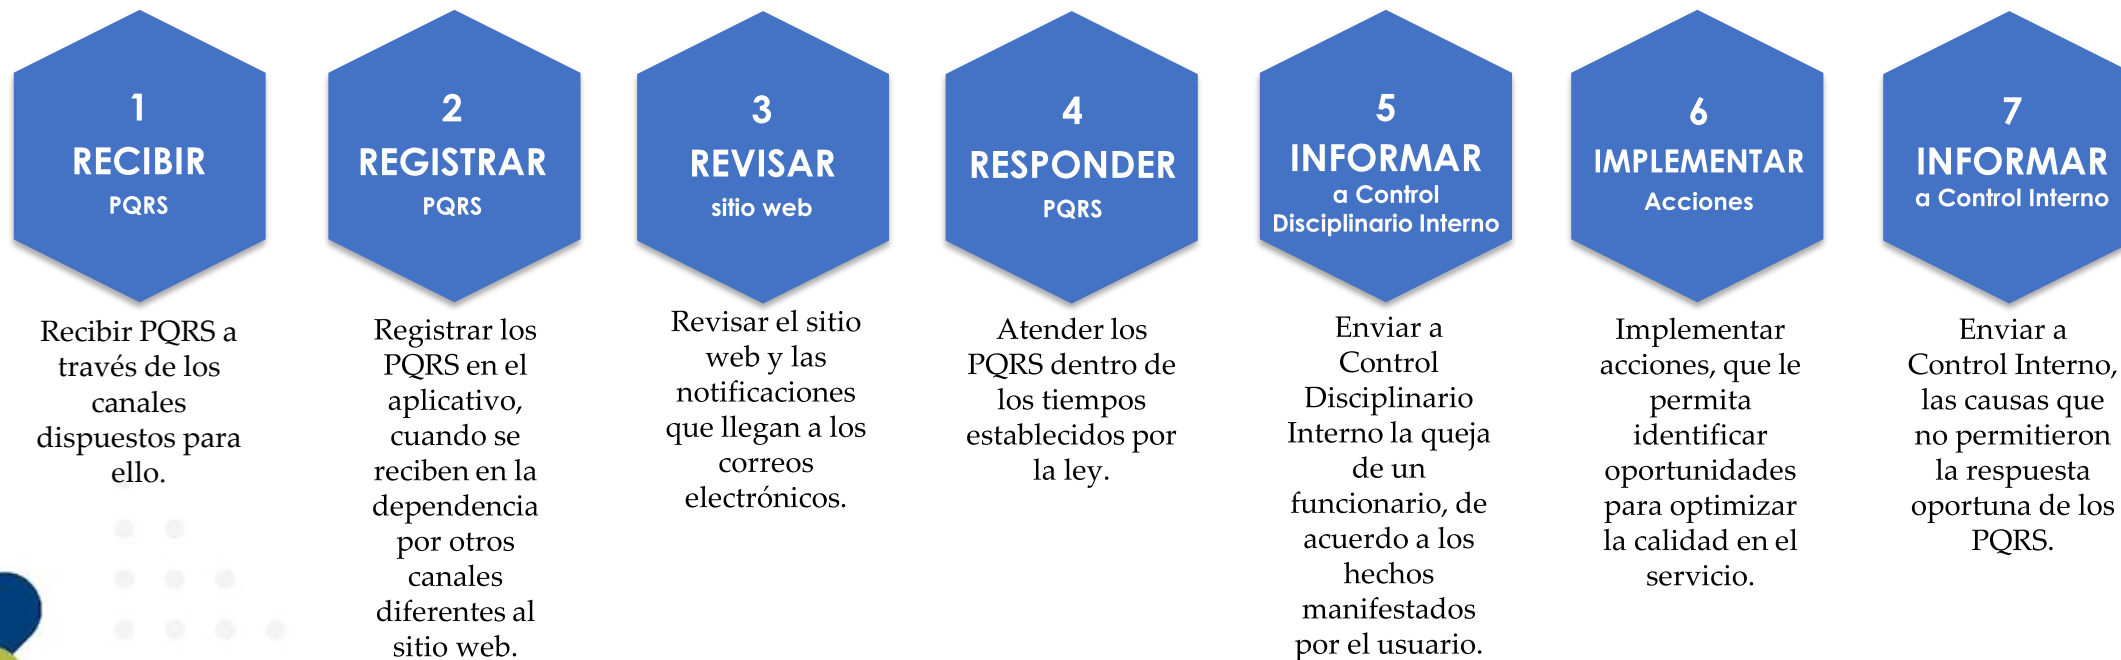 1
RECIBIR
PQRS
Recibir PQRS a
través de los
canales
dispuestos para
ello.
2
REGISTRAR
PQRS
Registrar los
PQRS en el
aplicativo,
cuando se
reciben en la
dependencia
por otros
canales
diferentes al
sitio web.
3
REVISAR
sitio web
Revisar el sitio
web y las
notificaciones
que llegan a los
correos
electrónicos.
4
RESPONDER
PQRS
Atender los
PQRS dentro de
los tiempos
establecidos por
la ley.
5
INFORMAR
a Control
Disciplinario Interno
Enviar a
Control
Disciplinario
Interno la queja
de un
funcionario, de
acuerdo a los
hechos
manifestados
por el usuario.
6
IMPLEMENTAR
Acciones
Implementar
acciones, que le
permita
identificar
oportunidades
para optimizar
la calidad en el
servicio.
7
INFORMAR
a Control Interno
Enviar a
Control Interno,
las causas que
no permitieron
la respuesta
oportuna de los
PQRS.